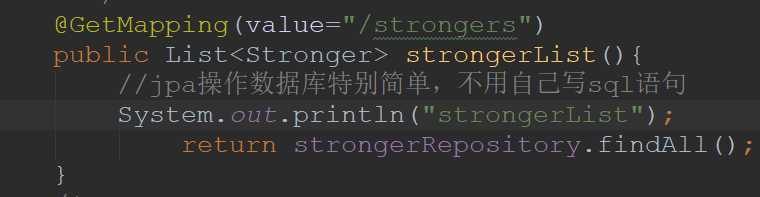 @GetMapping(value="/strongers")
public List<Stronger> strongerList(){
//jpa操作数据库特别简单，不用自己写sql语句
System.out.println("strongerList");
return strongerRepository.findAll();
}